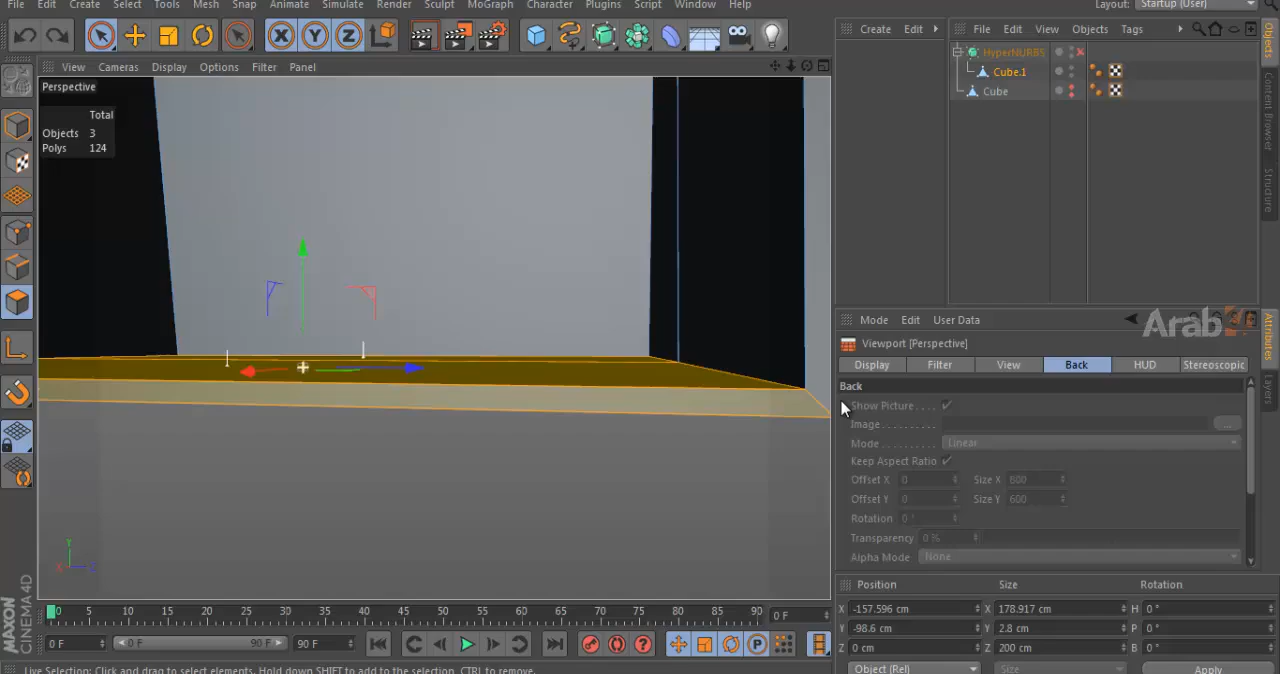 File Edit Create Select Tools Mesh Snap Animate Simulate Render Sculpt MoGraph Character Plugins Script Window Help
Layout: Startup (User)
Create Edit
File Edit View Objects Tags
View Cameras Display Options Filter Panel
HyperNURBS
Cube.1
Cube
Perspective
Total
Objects 3
Polys 124
Objects
Content Browser
Structure
Mode Edit User Data
Arab
Viewport [Perspective]
Display Filter View Back HUD Stereoscopic
Back
Show Picture . . . .
Image . . . . . . . . . .
...
Mode . . . . . . . . . . Linear
Keep Aspect Ratio
Offset X 0 Size X 800
Offset Y 0 Size Y 600
Rotation 0 °
Transparency 0 %
Alpha Mode None
Attributes
Layers
Y
X Z
0 5 10 15 20 25 30 35 40 45 50 55 60 65 70 75 80 85 90 0 F
0 F 0 F 90 F 90 F
Position Size Rotation
X -157.596 cm X 178.917 cm H 0 °
Y -98.6 cm Y 2.8 cm P 0 °
Z 0 cm Z 200 cm B 0 °
Object (Rel) Size Apply
MAXON
CINEMA 4D
Live Selection: Click and drag to select elements. Hold down SHIFT to add to the selection, CTRL to remove.